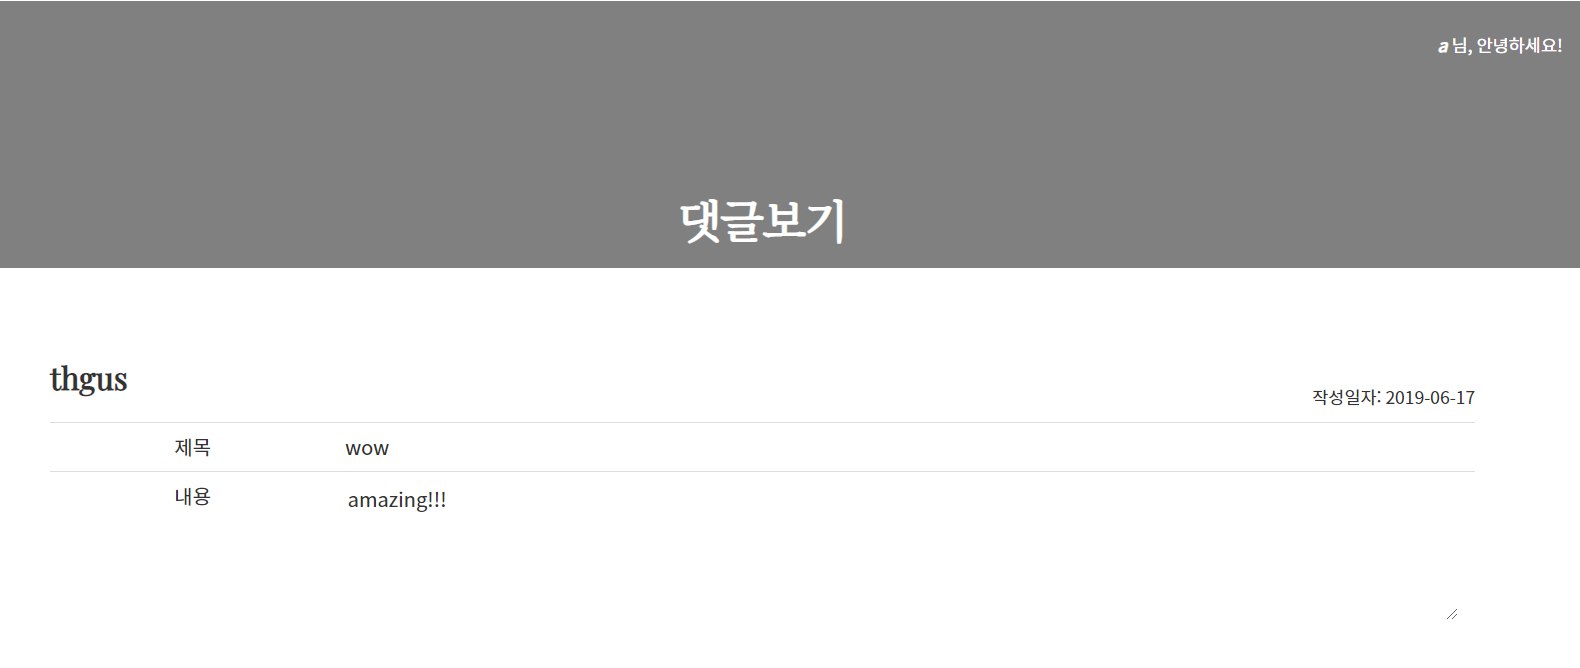 a 님, 안녕하세요!
댓글보기
thgus
작성일자: 2019-06-17
제목 wow
내용 amazing!!!